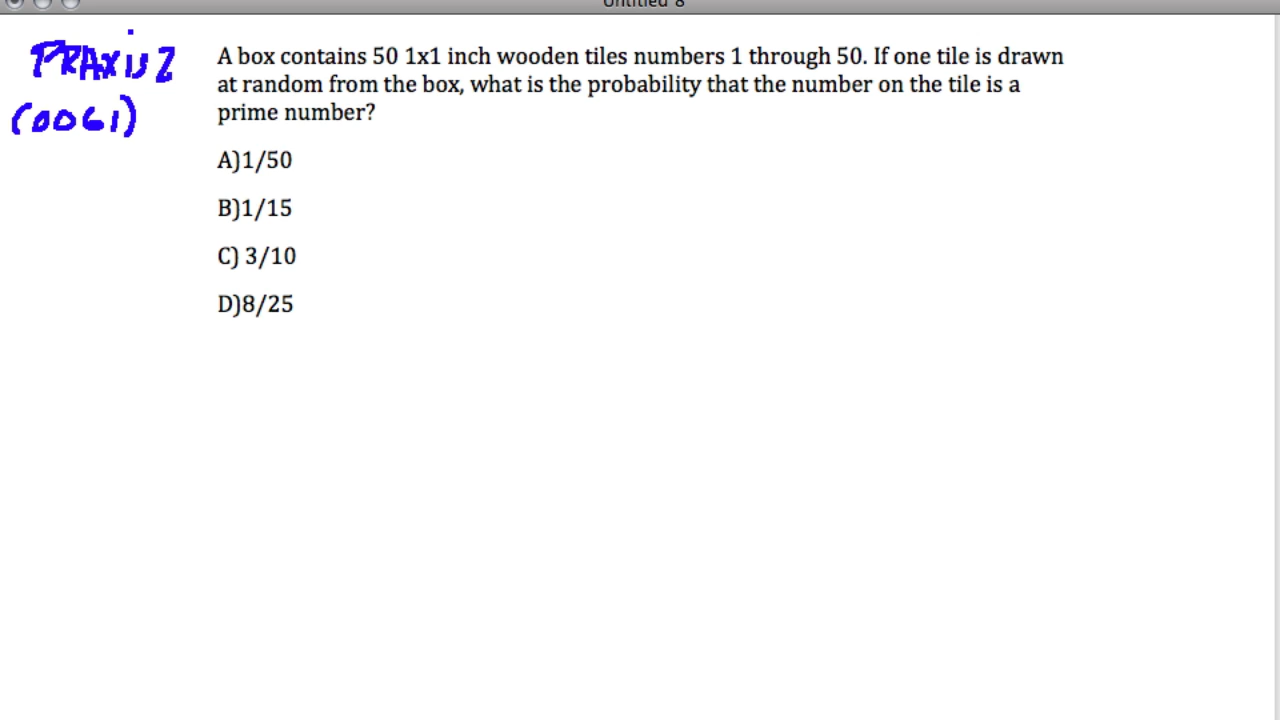 Untitled 8
PRAXIS 2
(0061)
A box contains 50 1x1 inch wooden tiles numbers 1 through 50. If one tile is drawn
at random from the box, what is the probability that the number on the tile is a
prime number?
A)1/50
B)1/15
C) 3/10
D)8/25